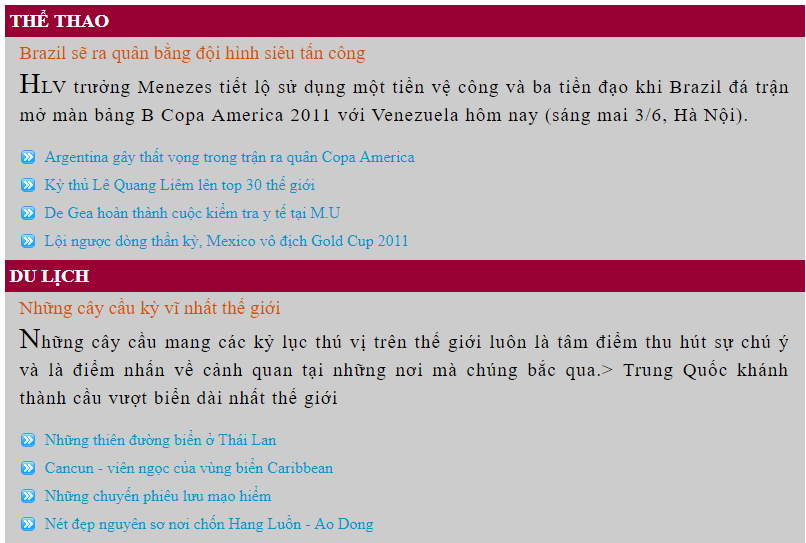 THỂ THAO
Brazil sẽ ra quân bằng đội hình siêu tấn công
HLV trưởng Menezes tiết lộ sử dụng một tiền vệ công và ba tiền đạo khi Brazil đá trận
mở màn bảng B Copa America 2011 với Venezuela hôm nay (sáng mai 3/6, Hà Nội).
Argentina gây thất vọng trong trận ra quân Copa America
Kỳ thủ Lê Quang Liêm lên top 30 thế giới
De Gea hoàn thành cuộc kiểm tra y tế tại M.U
Lội ngược dòng thần kỳ, Mexico vô địch Gold Cup 2011
DU LỊCH
Những cây cầu kỳ vĩ nhất thế giới
Những cây cầu mang các kỷ lục thú vị trên thế giới luôn là tâm điểm thu hút sự chú ý
và là điểm nhấn về cảnh quan tại những nơi mà chúng bắc qua.> Trung Quốc khánh
thành cầu vượt biển dài nhất thế giới
Những thiên đường biển ở Thái Lan
Cancun - viên ngọc của vùng biển Caribbean
Những chuyến phiêu lưu mạo hiểm
Nét đẹp nguyên sơ nơi chốn Hang Luồn - Ao Dong